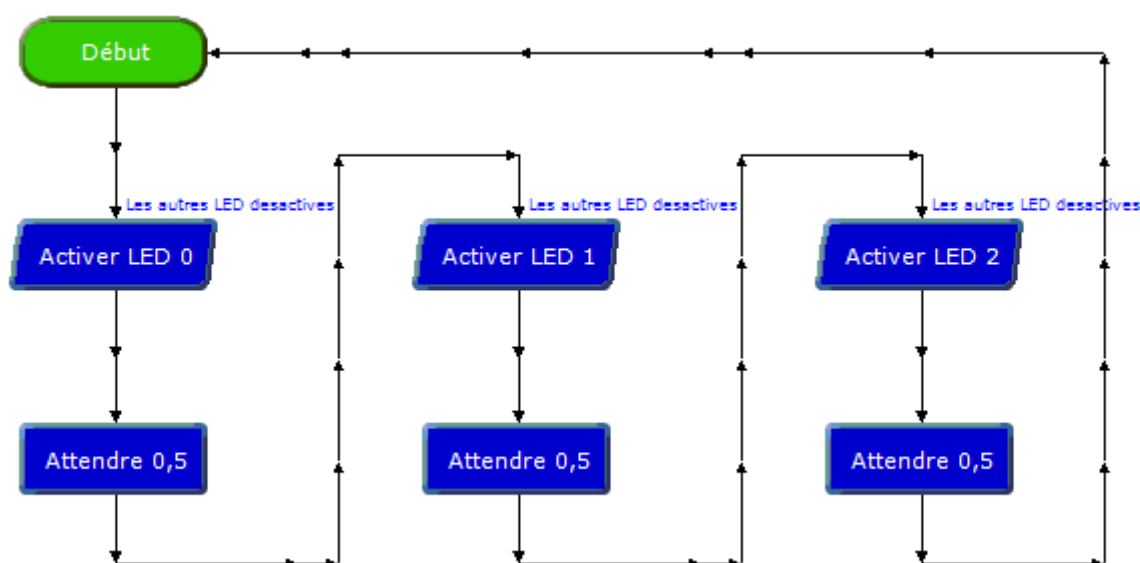 Début
Les autres LED desactives
Activer LED 0
Attendre 0,5
Les autres LED desactives
Activer LED 1
Attendre 0,5
Les autres LED desactives
Activer LED 2
Attendre 0,5